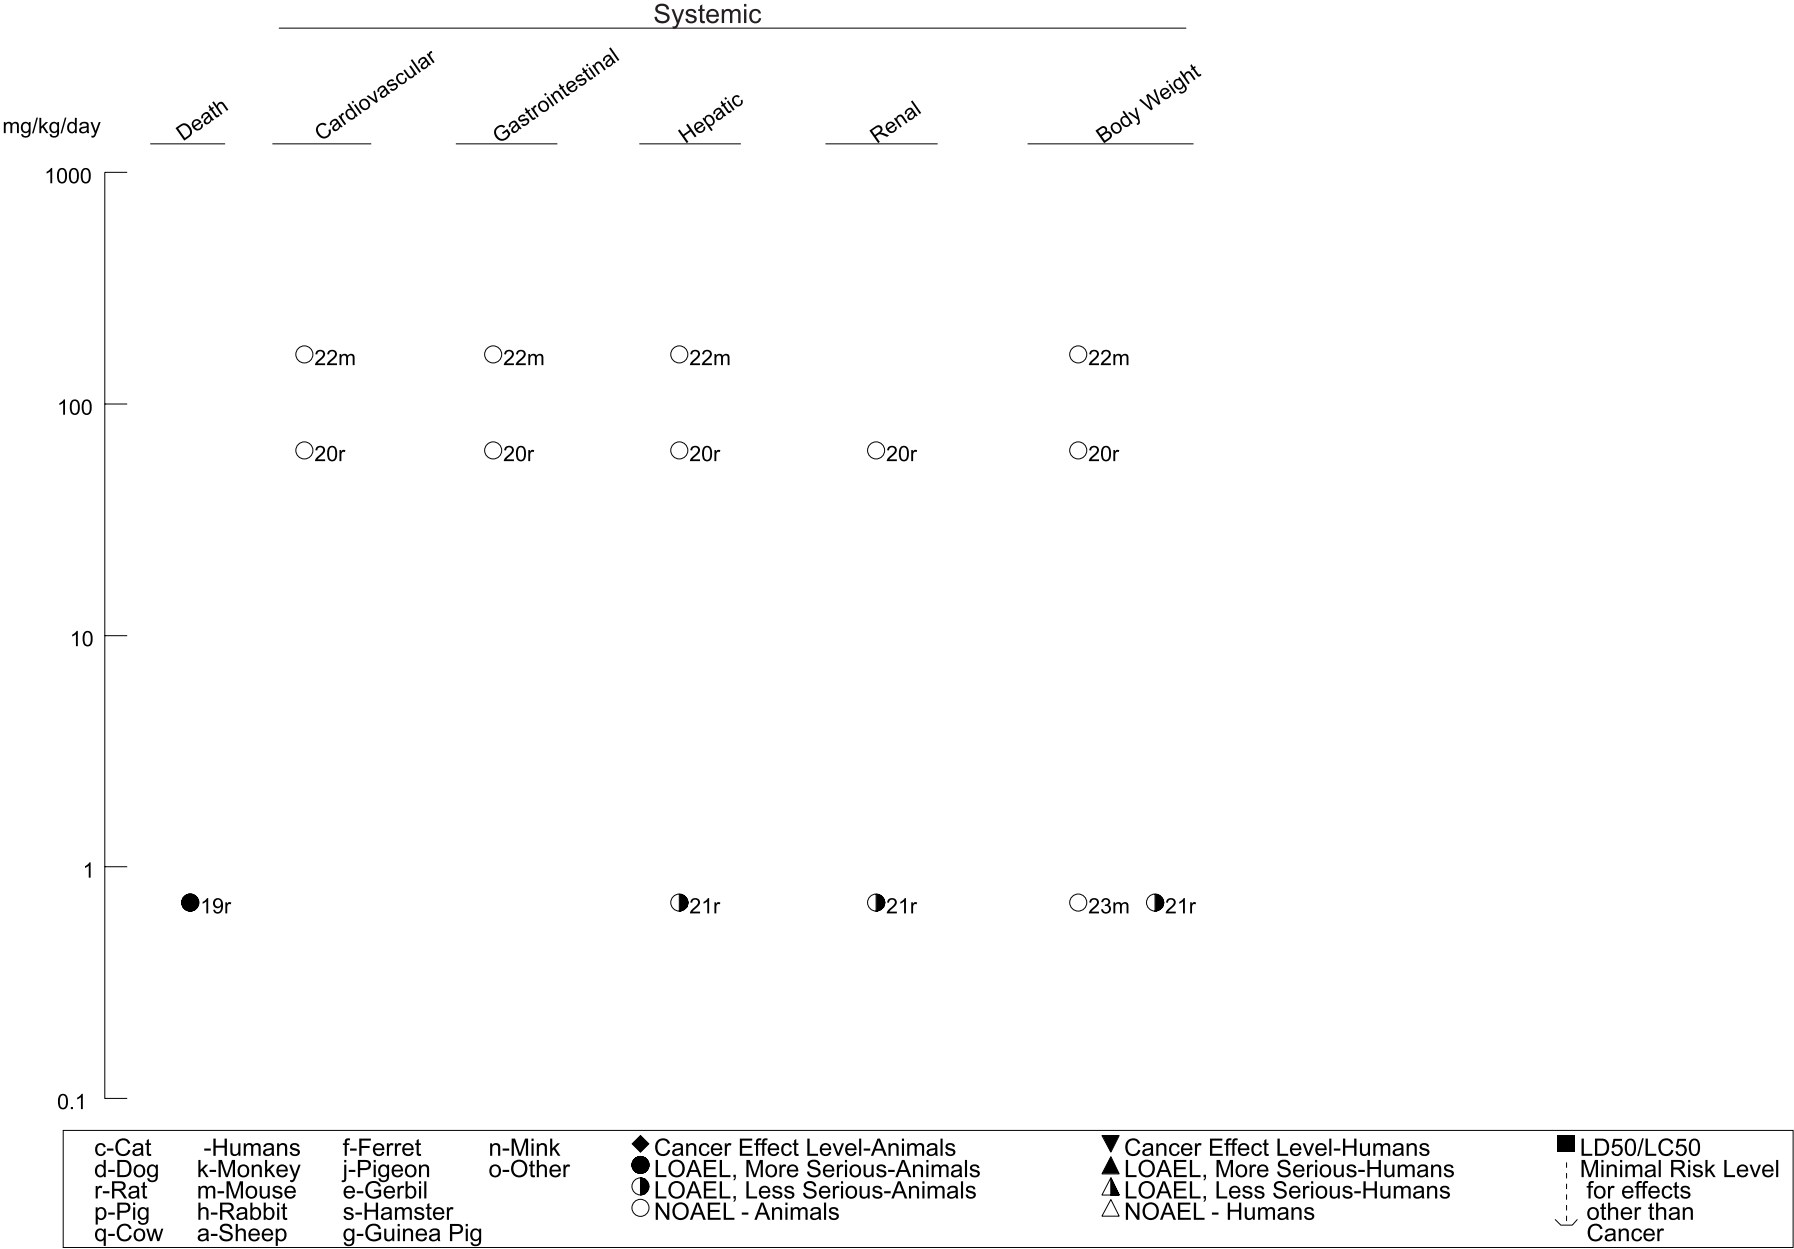 Systemic
mg/kg/day
Death
Cardiovascular
Gastrointestinal
Hepatic
Renal
Body Weight
1000
22m 22m 22m 22m
100
20r 20r 20r 20r 20r
10
1
19r 21r 21r 23m 21r
0.1
c-Cat -Humans f-Ferret n-Mink Cancer Effect Level-Animals Cancer Effect Level-Humans LD50/LC50
d-Dog k-Monkey j-Pigeon o-Other LOAEL, More Serious-Animals LOAEL, More Serious-Humans Minimal Risk Level
r-Rat m-Mouse e-Gerbil LOAEL, Less Serious-Animals LOAEL, Less Serious-Humans for effects
p-Pig h-Rabbit s-Hamster NOAEL - Animals NOAEL - Humans other than
q-Cow a-Sheep g-Guinea Pig Cancer